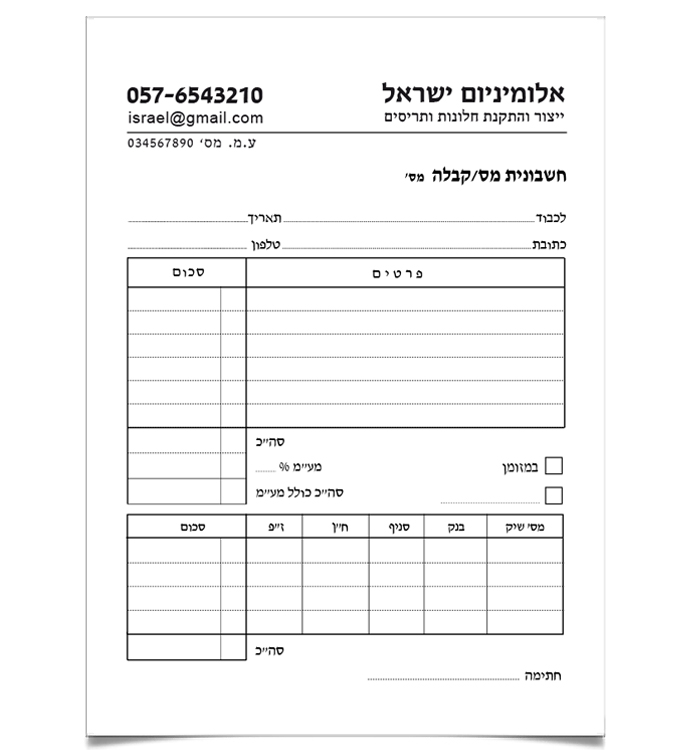 אלומיניום ישראל 057-6543210
ייצור והתקנת חלונות ותריסים israel@gmail.com
ע.מ. מס׳ 034567890
חשבונית מס/קבלה מס׳
לכבוד תאריך
כתובת טלפון
פרטים סכום
סה״כ
במזומן מע״מ %
סה״כ כולל מע״מ
מס׳ שיק בנק סניף ח״ן ז״פ סכום
סה״כ
חתימה